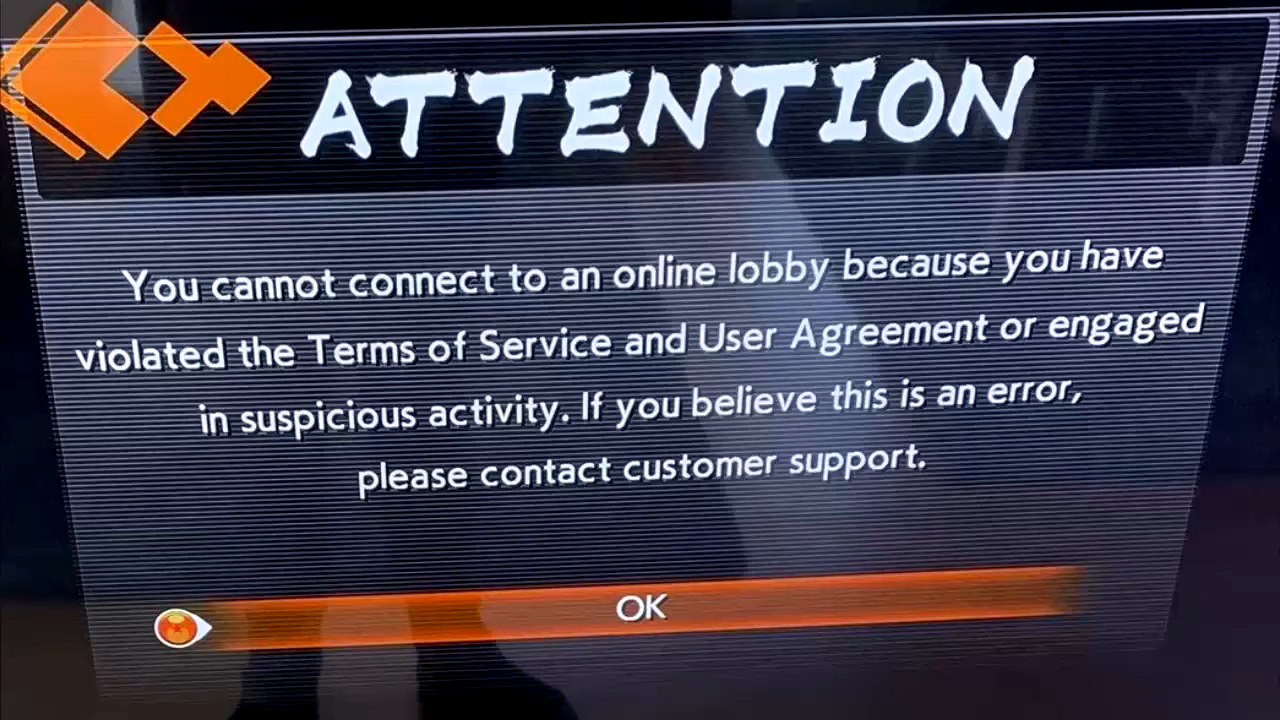 ATTENTION
You cannot connect to an online lobby because you have
violated the Terms of Service and User Agreement or engaged
in suspicious activity. If you believe this is an error,
please contact customer support.
OK